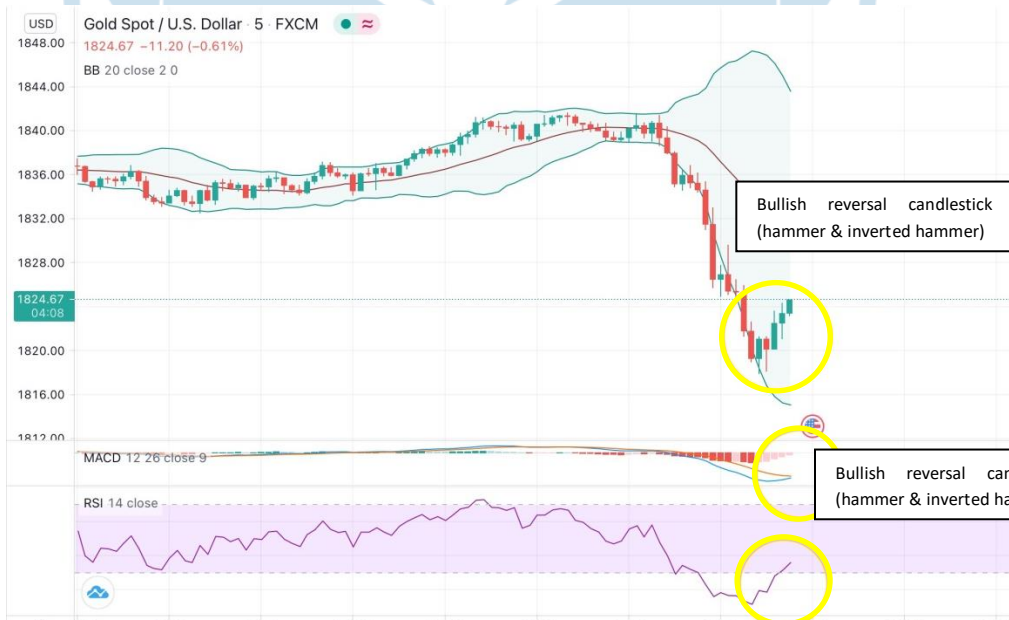 USD
Gold Spot / U.S. Dollar · 5 · FXCM
1848.00
1824.67 −11.20 (−0.61%)
BB 20 close 2 0
1844.00
1840.00
1836.00
1832.00
Bullish reversal candlestick
(hammer & inverted hammer)
1828.00
1824.67
04:08
1820.00
1816.00
1812.00
MACD 12 26 close 9
Bullish reversal can
(hammer & inverted ha
RSI 14 close